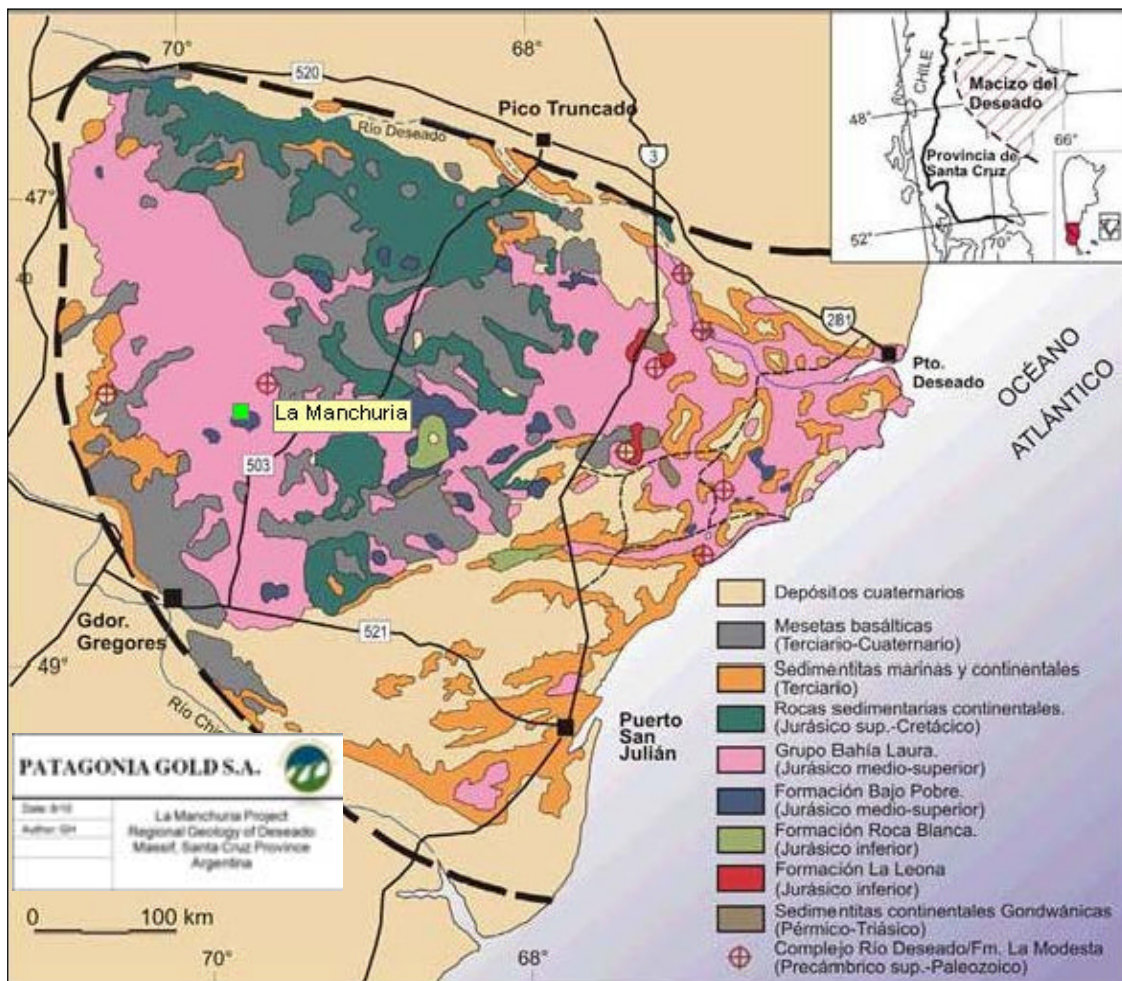 70°
68°
520
Pico Truncado
Río Deseado
3
47°
281
Pto.
Deseado
OCÉANO
ATLÁNTICO
La Manchuria
503
Gdor.
Gregores
521
49°
Puerto
San
Julián
0 100 km
70°
68°
CHILE
Macizo del
Deseado
48°
66°
Provincia de
Santa Cruz
52°
70°
PATAGONIA GOLD S.A.
Author: GH
La Manchuria Project
Regional Geology of Deseado
Massif, Santa Cruz Province
Argentina
Depósitos cuaternarios
Mesetas basálticas
(Terciario-Cuaternario)
Sedimentitas marinas y continentales
(Terciario)
Rocas sedimentarias continentales.
(Jurásico sup.-Cretácico)
Grupo Bahía Laura.
(Jurásico medio-superior)
Formación Bajo Pobre.
(Jurásico medio-superior)
Formación Roca Blanca.
(Jurásico inferior)
Formación La Leona
(Jurásico inferior)
Sedimentitas continentales Gondwánicas
(Pérmico-Triásico)
Complejo Río Deseado/Fm. La Modesta
(Precámbrico sup.-Paleozoico)